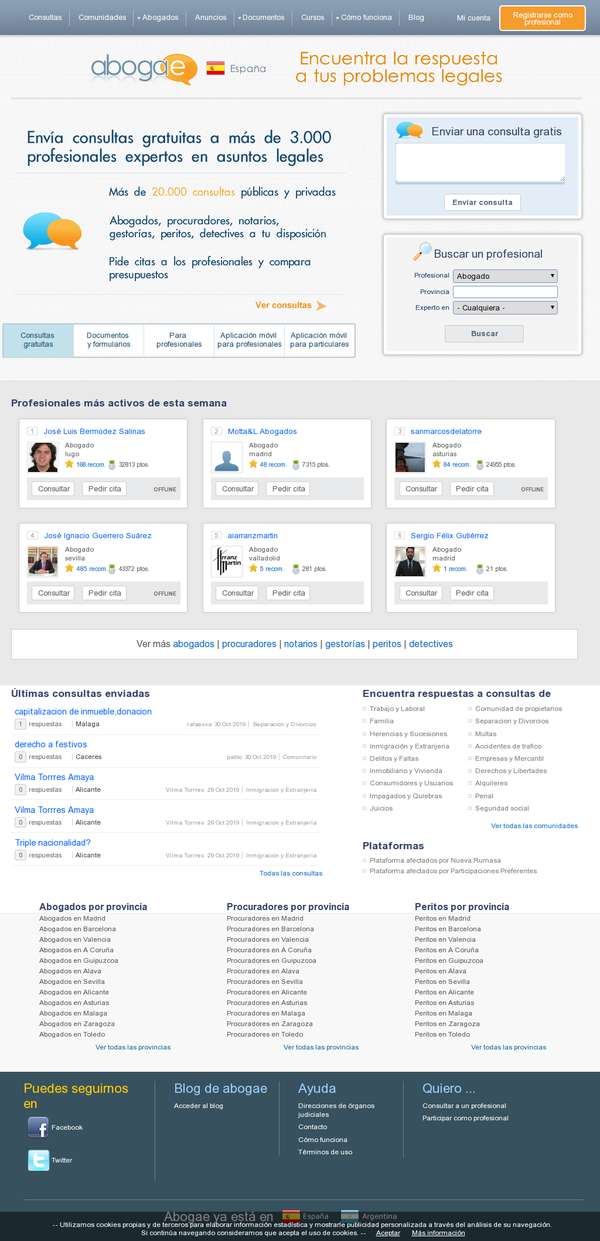 Consultas
Comunidades
Abogados
Anuncios
Documentos
Cursos
Cómo funciona
Blog
Mi cuenta
Registrarse como profesional
abogae
España
Encuentra la respuesta
a tus problemas legales
Envía consultas gratuitas a más de 3.000
profesionales expertos en asuntos legales
Más de 20.000 consultas públicas y privadas
Abogados, procuradores, notarios,
gestorías, peritos, detectives a tu disposición
Pide citas a los profesionales y compara
presupuestos
Ver consultas
Enviar una consulta gratis
Enviar consulta
Buscar un profesional
Profesional Abogado
Provincia
Experto en - Cualquiera -
Buscar
Consultas gratuitas
Documentos y formularios
Para profesionales
Aplicación móvil para profesionales
Aplicación móvil para particulares
Profesionales más activos de esta semana
1 José Luis Bermúdez Salinas
Abogado
lugo
168 recom. 32813 ptos.
Consultar Pedir cita OFFLINE
2 Motta&L Abogados
Abogado
madrid
48 recom. 7315 ptos.
Consultar Pedir cita
3 sanmarcosdelatorre
Abogado
asturias
84 recom. 24955 ptos.
Consultar Pedir cita OFFLINE
4 José Ignacio Guerrero Suárez
Abogado
sevilla
485 recom. 43372 ptos.
Consultar Pedir cita OFFLINE
5 alarranzmartin
Abogado
valladolid
5 recom. 281 ptos.
Consultar Pedir cita
6 Sergio Félix Gutiérrez
Abogado
madrid
1 recom. 21 ptos.
Consultar Pedir cita
Ver más abogados | procuradores | notarios | gestorías | peritos | detectives
Últimas consultas enviadas
capitalizacion de inmueble,donacion
1 respuestas | Malaga 30 Oct 2019 | Separacion y Divorcios
derecho a festivos
0 respuestas | Caceres pablo 30 Oct 2019 | Comunitario
Vilma Torrres Amaya
0 respuestas | Alicante Vilma Torrres 29 Oct 2019 | Inmigracion y Extranjeria
Vilma Torrres Amaya
0 respuestas | Alicante Vilma Torrres 29 Oct 2019 | Inmigracion y Extranjeria
Triple nacionalidad?
0 respuestas | Alicante Vilma Torrres 29 Oct 2019 | Inmigracion y Extranjeria
Todas las consultas
Encuentra respuestas a consultas de
Trabajo y Laboral
Familia
Herencias y Sucesiones
Inmigración y Extranjeria
Delitos y Faltas
Inmobiliario y Vivienda
Consumidores y Usuarios
Impagados y Quiebras
Juicios
Comunidad de propietarios
Separacion y Divorcios
Multas
Accidentes de trafico
Empresas y Mercantil
Derechos y Libertades
Alquileres
Penal
Seguridad social
Ver todas las comunidades
Plataformas
Plataforma afectados por Nueva Rumasa
Plataforma afectados por Participaciones Preferentes
Abogados por provincia
Abogados en Madrid
Abogados en Barcelona
Abogados en Valencia
Abogados en A Coruña
Abogados en Guipuzcoa
Abogados en Alava
Abogados en Sevilla
Abogados en Alicante
Abogados en Asturias
Abogados en Malaga
Abogados en Zaragoza
Abogados en Toledo
Ver todas las provincias
Procuradores por provincia
Procuradores en Madrid
Procuradores en Barcelona
Procuradores en Valencia
Procuradores en A Coruña
Procuradores en Guipuzcoa
Procuradores en Alava
Procuradores en Sevilla
Procuradores en Alicante
Procuradores en Asturias
Procuradores en Malaga
Procuradores en Zaragoza
Procuradores en Toledo
Ver todas las provincias
Peritos por provincia
Peritos en Madrid
Peritos en Barcelona
Peritos en Valencia
Peritos en A Coruña
Peritos en Guipuzcoa
Peritos en Alava
Peritos en Sevilla
Peritos en Alicante
Peritos en Asturias
Peritos en Malaga
Peritos en Zaragoza
Peritos en Toledo
Ver todas las provincias
Puedes seguirnos
en
Facebook
Twitter
Blog de abogae
Acceder al blog
Ayuda
Direcciones de órganos
judiciales
Contacto
Cómo funciona
Términos de uso
Quiero ...
Consultar a un profesional
Participar como profesional
Abogae ya está en España Argentina
-- Utilizamos cookies propias y de terceros para elaborar información estadística y mostrarle publicidad personalizada a través del análisis de su navegación.
Si continúa navegando consideramos que acepta el uso de cookies. -- Aceptar Más información